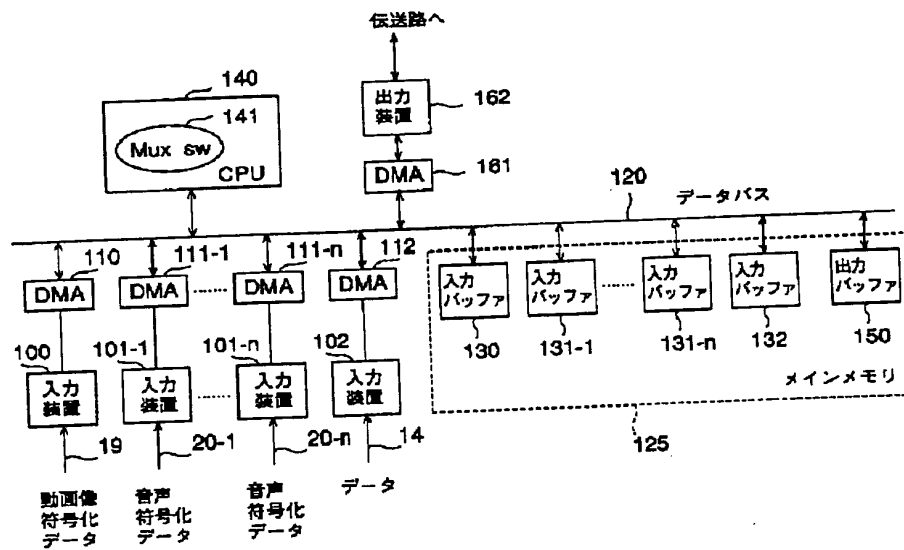 伝送路へ
140
141
Mux sw
CPU
出力
装置
162
DMA
161
120
データバス
110
DMA
111-1
DMA
………
111-n
DMA
112
DMA
入力
バッファ
130
入力
バッファ
131-1
………
入力
バッファ
131-n
入力
バッファ
132
出力
バッファ
150
メインメモリ
125
100
入力
装置
101-1
入力
装置
………
101-n
入力
装置
102
入力
装置
19
20-1
20-n
14
動画像
符号化
データ
音声
符号化
データ
音声
符号化
データ
データ